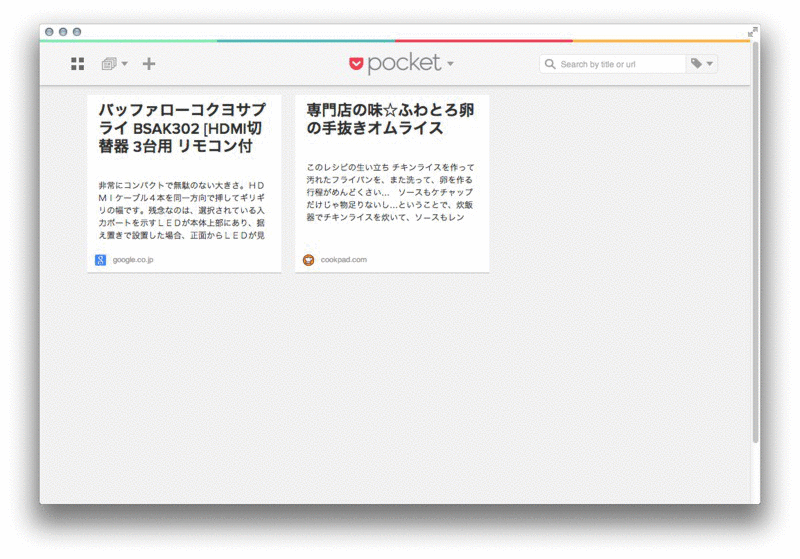 pocket
Search by title or url
バッファローコクヨサプ
ライ BSAK302 [HDMI切
替器 3台用 リモコン付
非常にコンパクトで無駄のない大きさ。ＨＤ
ＭＩケーブル４本を同一方向で挿してギリギ
リの幅です。残念なのは、選択されている入
力ポートを示すＬＥＤが本体上部にあり、据
え置きで設置した場合、正面からＬＥＤが見
google.co.jp
専門店の味☆ふわとろ卵
の手抜きオムライス
このレシピの生い立ち チキンライスを作って
汚れたフライパンを、また洗って、卵を作る
行程がめんどくさい… ソースもケチャップ
だけじゃ物足りないし…ということで、炊飯
器でチキンライスを炊いて、ソースもレン
cookpad.com